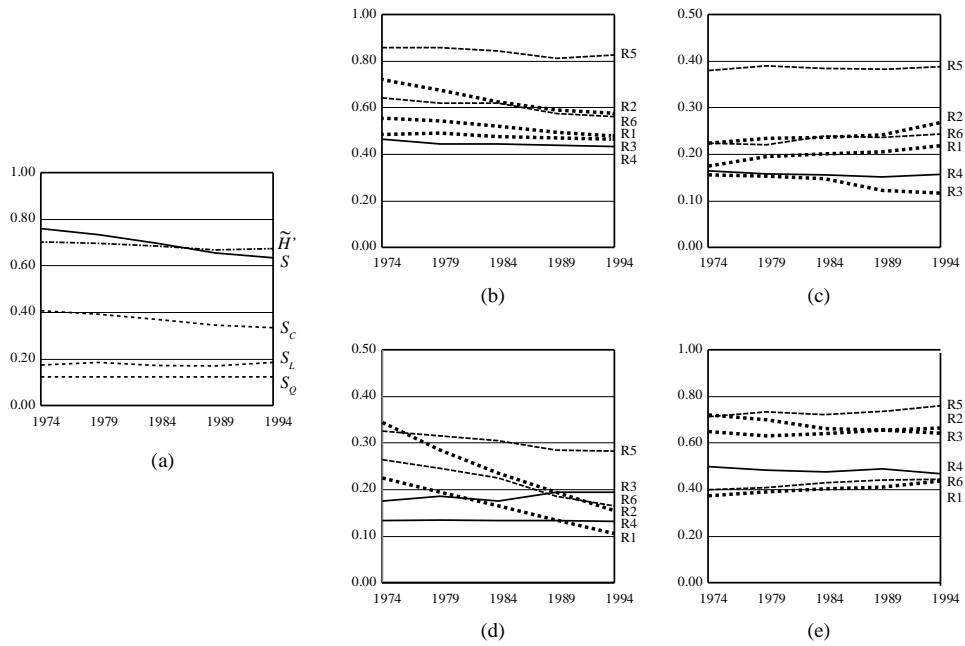 1.00
0.80
0.60
0.40
0.20
0.00
H̃'
S
S_C
S_L
S_Q
1974 1979 1984 1989 1994
(a)
1.00
0.80
0.60
0.40
0.20
0.00
R5
R2
R6
R1
R3
R4
1974 1979 1984 1989 1994
(b)
0.50
0.40
0.30
0.20
0.10
0.00
R5
R2
R6
R1
R4
R3
1974 1979 1984 1989 1994
(c)
0.50
0.40
0.30
0.20
0.10
0.00
R5
R3
R6
R2
R4
R1
1974 1979 1984 1989 1994
(d)
1.00
0.80
0.60
0.40
0.20
0.00
R5
R2
R3
R4
R6
R1
1974 1979 1984 1989 1994
(e)